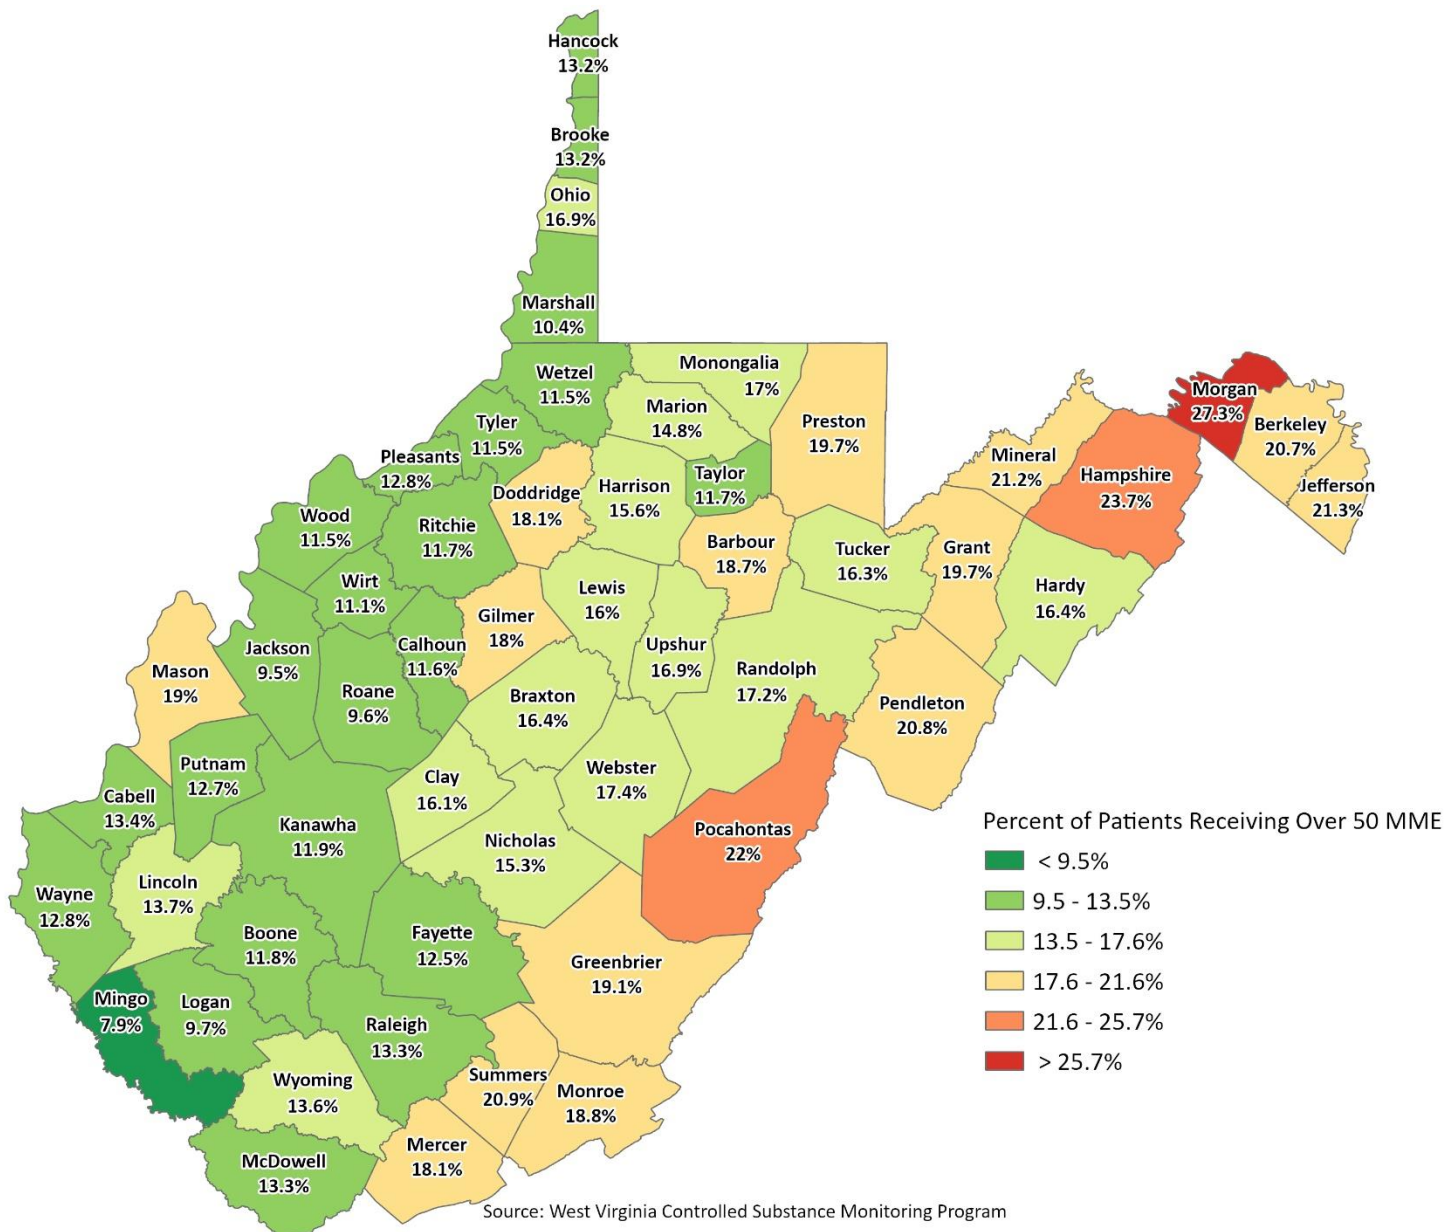 Hancock
13.2%
Brooke
13.2%
Ohio
16.9%
Marshall
10.4%
Wetzel
11.5%
Monongalia
17%
Marion
14.8%
Preston
19.7%
Tyler
11.5%
Pleasants
12.8%
Doddridge
18.1%
Harrison
15.6%
Taylor
11.7%
Mineral
21.2%
Hampshire
23.7%
Morgan
27.3%
Berkeley
20.7%
Jefferson
21.3%
Wood
11.5%
Ritchie
11.7%
Barbour
18.7%
Tucker
16.3%
Grant
19.7%
Hardy
16.4%
Wirt
11.1%
Lewis
16%
Gilmer
18%
Calhoun
11.6%
Upshur
16.9%
Jackson
9.5%
Mason
19%
Roane
9.6%
Braxton
16.4%
Randolph
17.2%
Pendleton
20.8%
Putnam
12.7%
Clay
16.1%
Webster
17.4%
Cabell
13.4%
Kanawha
11.9%
Nicholas
15.3%
Pocahontas
22%
Wayne
12.8%
Lincoln
13.7%
Boone
11.8%
Fayette
12.5%
Greenbrier
19.1%
Mingo
7.9%
Logan
9.7%
Raleigh
13.3%
Wyoming
13.6%
Summers
20.9%
Monroe
18.8%
Mercer
18.1%
McDowell
13.3%
Percent of Patients Receiving Over 50 MME
< 9.5%
9.5 - 13.5%
13.5 - 17.6%
17.6 - 21.6%
21.6 - 25.7%
> 25.7%
Source: West Virginia Controlled Substance Monitoring Program